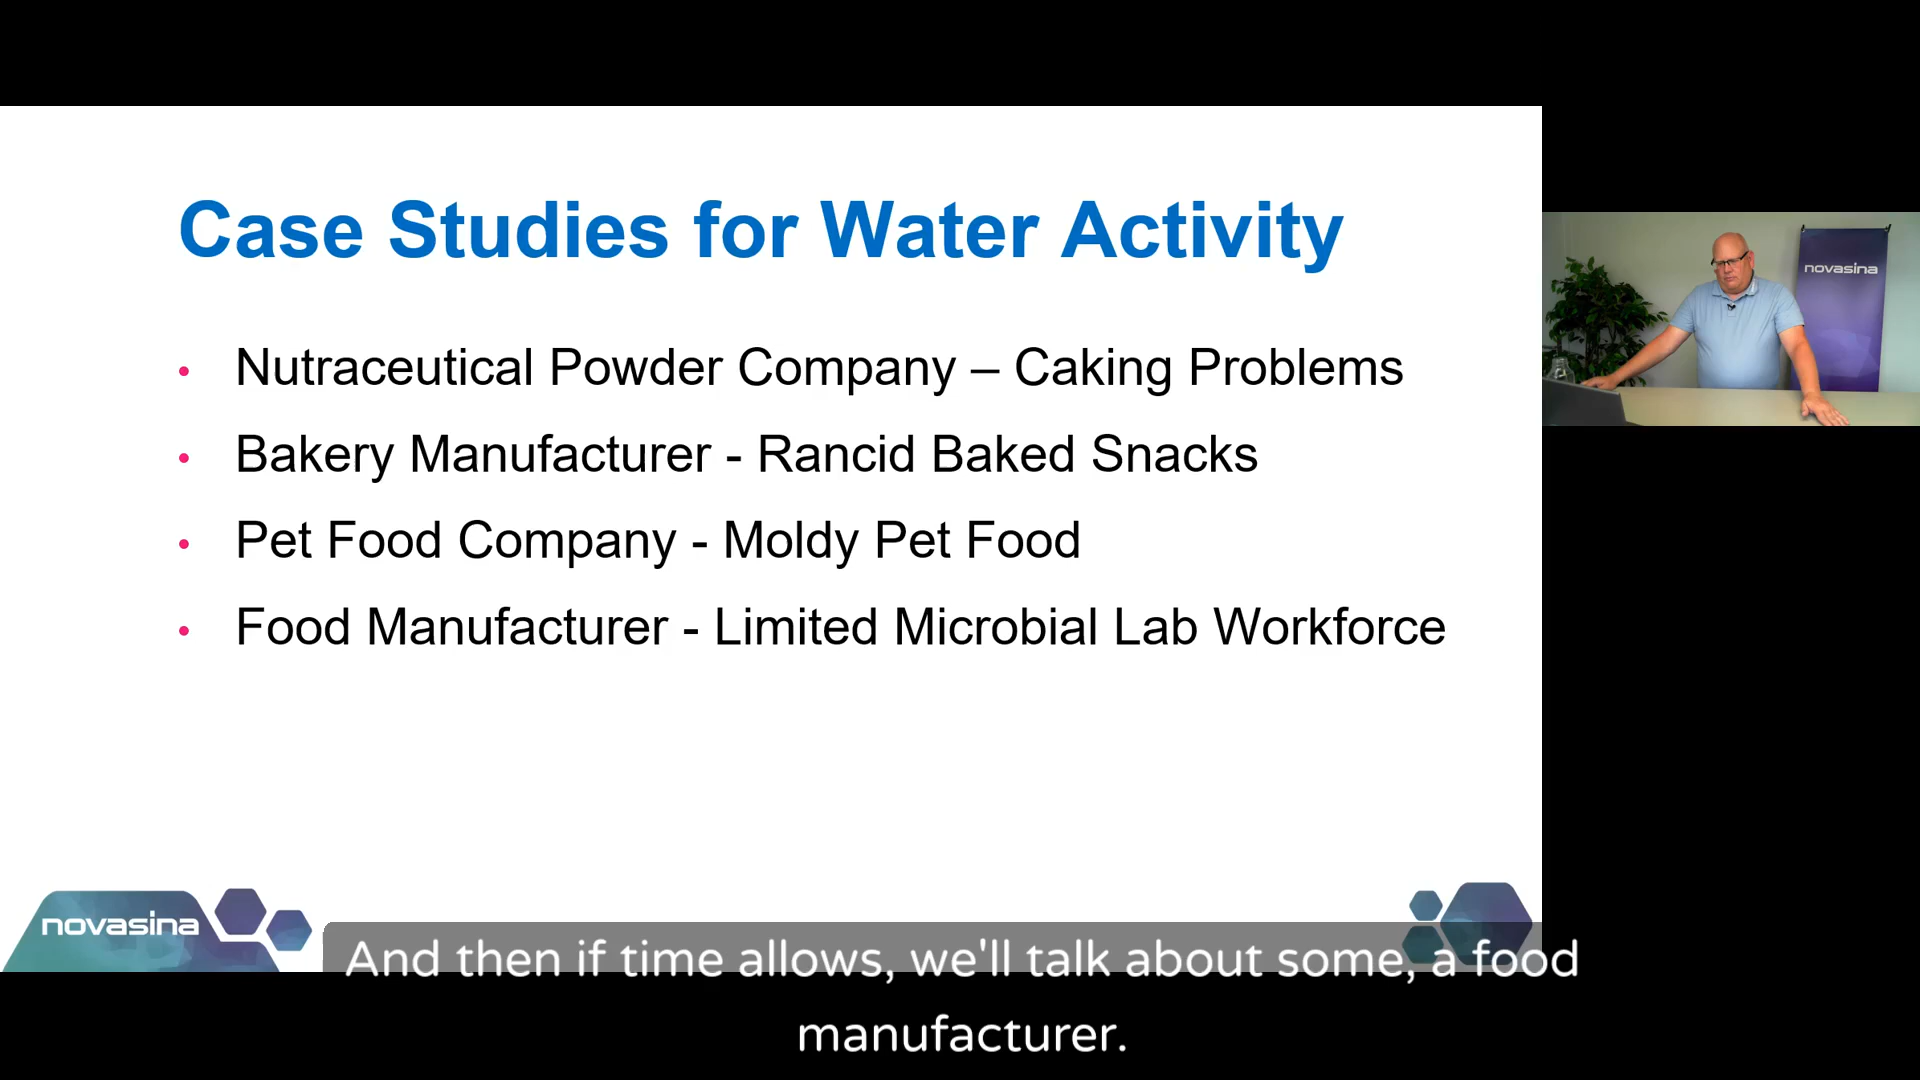 Case Studies for Water Activity
novasina
• Nutraceutical Powder Company – Caking Problems
• Bakery Manufacturer - Rancid Baked Snacks
• Pet Food Company - Moldy Pet Food
• Food Manufacturer - Limited Microbial Lab Workforce
novasina
And then if time allows, we'll talk about some, a food
manufacturer.